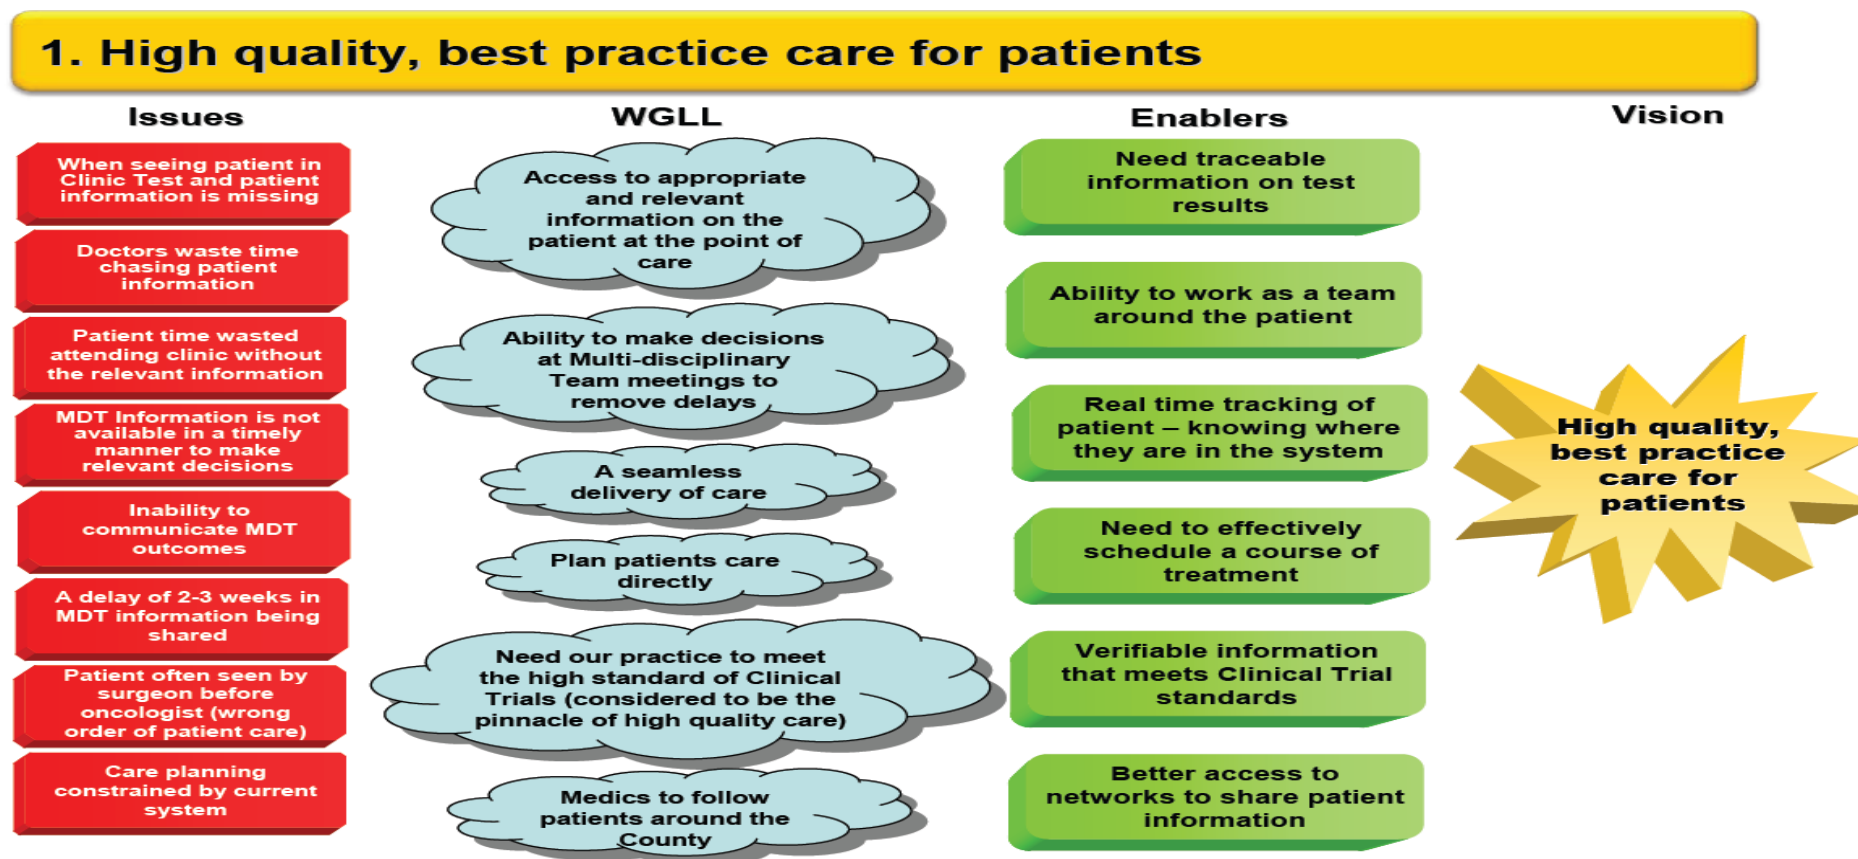 1. High quality, best practice care for patients
Issues
WGLL
Enablers
Vision
When seeing patient in
Clinic Test and patient
information is missing
Doctors waste time
chasing patient
information
Patient time wasted
attending clinic without
the relevant information
MDT Information is not
available in a timely
manner to make
relevant decisions
Inability to
communicate MDT
outcomes
A delay of 2-3 weeks in
MDT information being
shared
Patient often seen by
surgeon before
oncologist (wrong
order of patient care)
Care planning
constrained by current
system
Access to appropriate
and relevant
information on the
patient at the point of
care
Ability to make decisions
at Multi-disciplinary
Team meetings to
remove delays
A seamless
delivery of care
Plan patients care
directly
Need our practice to meet
the high standard of Clinical
Trials (considered to be the
pinnacle of high quality care)
Medics to follow
patients around the
County
Need traceable
information on test
results
Ability to work as a team
around the patient
Real time tracking of
patient – knowing where
they are in the system
Need to effectively
schedule a course of
treatment
Verifiable information
that meets Clinical Trial
standards
Better access to
networks to share patient
information
High quality,
best practice
care for
patients